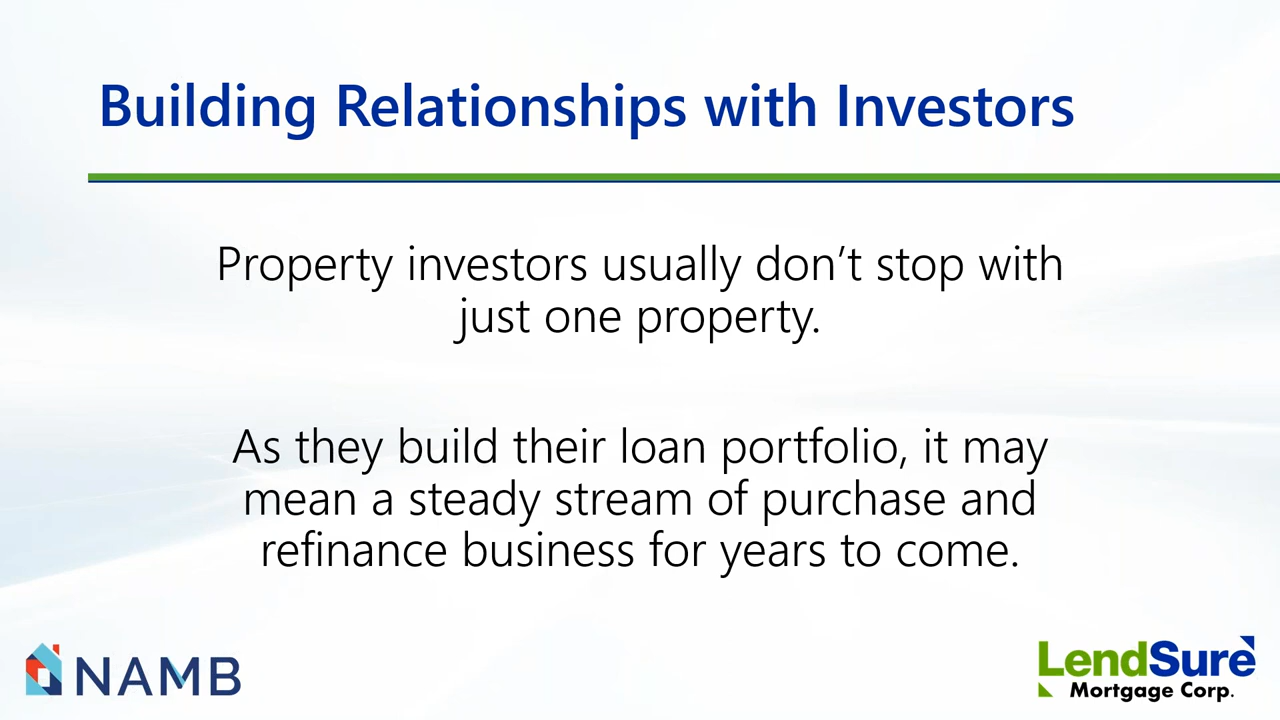 Building Relationships with Investors
Property investors usually don’t stop with
just one property.
As they build their loan portfolio, it may
mean a steady stream of purchase and
refinance business for years to come.
NAMB
LendSure
Mortgage Corp.